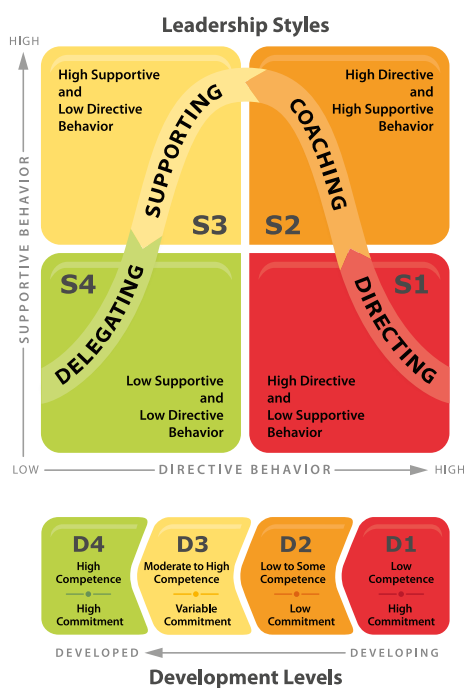 Leadership Styles
HIGH
SUPPORTIVE BEHAVIOR
High Supportive
and
Low Directive
Behavior
SUPPORTING
S3
High Directive
and
High Supportive
Behavior
COACHING
S2
S4
DELEGATING
Low Supportive
and
Low Directive
Behavior
S1
DIRECTING
High Directive
and
Low Supportive
Behavior
LOW
DIRECTIVE BEHAVIOR
HIGH
D4
High
Competence
High
Commitment
D3
Moderate to High
Competence
Variable
Commitment
D2
Low to Some
Competence
Low
Commitment
D1
Low
Competence
High
Commitment
DEVELOPED
DEVELOPING
Development Levels